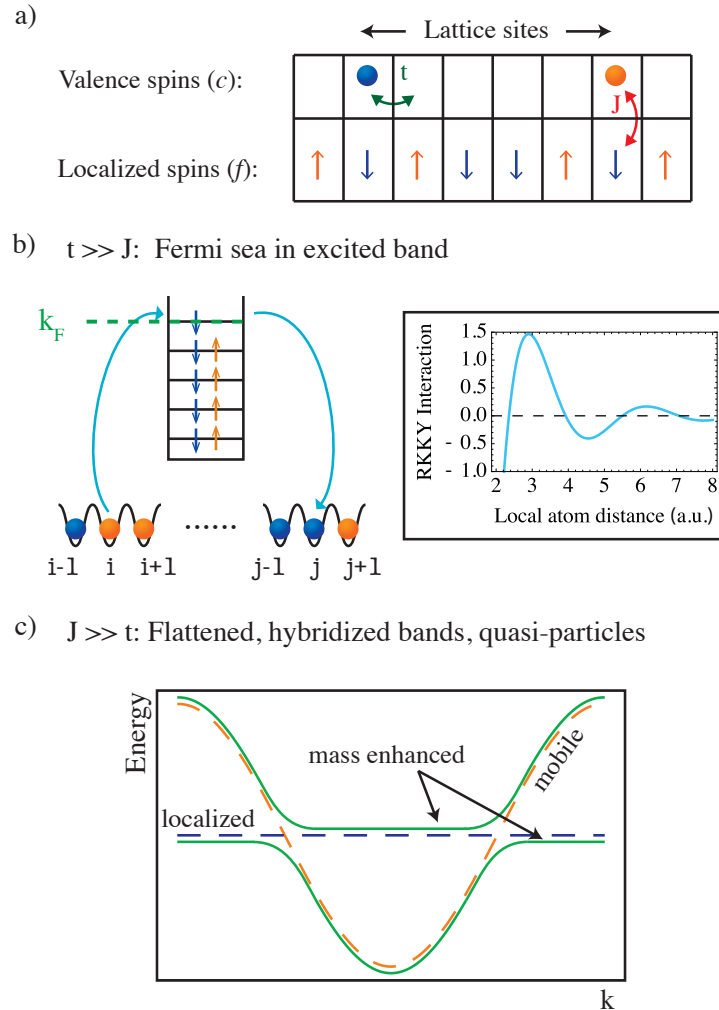 a)
Lattice sites
Valence spins (c):
t
J
Localized spins (f):
↑ ↓ ↑ ↓ ↓ ↑ ↓ ↑
b) t >> J: Fermi sea in excited band
k_F
i-1 i i+1 ...... j-1 j j+1
RKKY Interaction
1.5
1.0
0.5
0.0
-
- 1.0
2 3 4 5 6 7 8
Local atom distance (a.u.)
c) J >> t: Flattened, hybridized bands, quasi-particles
Energy
mass enhanced
mobile
localized
k